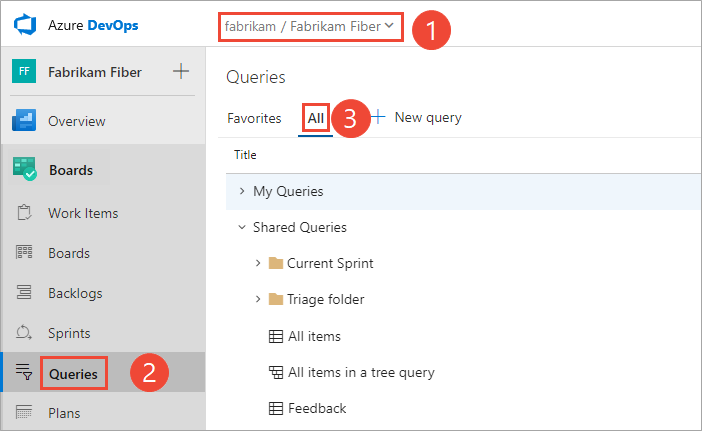 Azure DevOps
fabrikam / Fabrikam Fiber
1
FF Fabrikam Fiber
Overview
Boards
Work Items
Boards
Backlogs
Sprints
Queries 2
Plans
Queries
Favorites All 3 New query
Title
My Queries
Shared Queries
Current Sprint
Triage folder
All items
All items in a tree query
Feedback